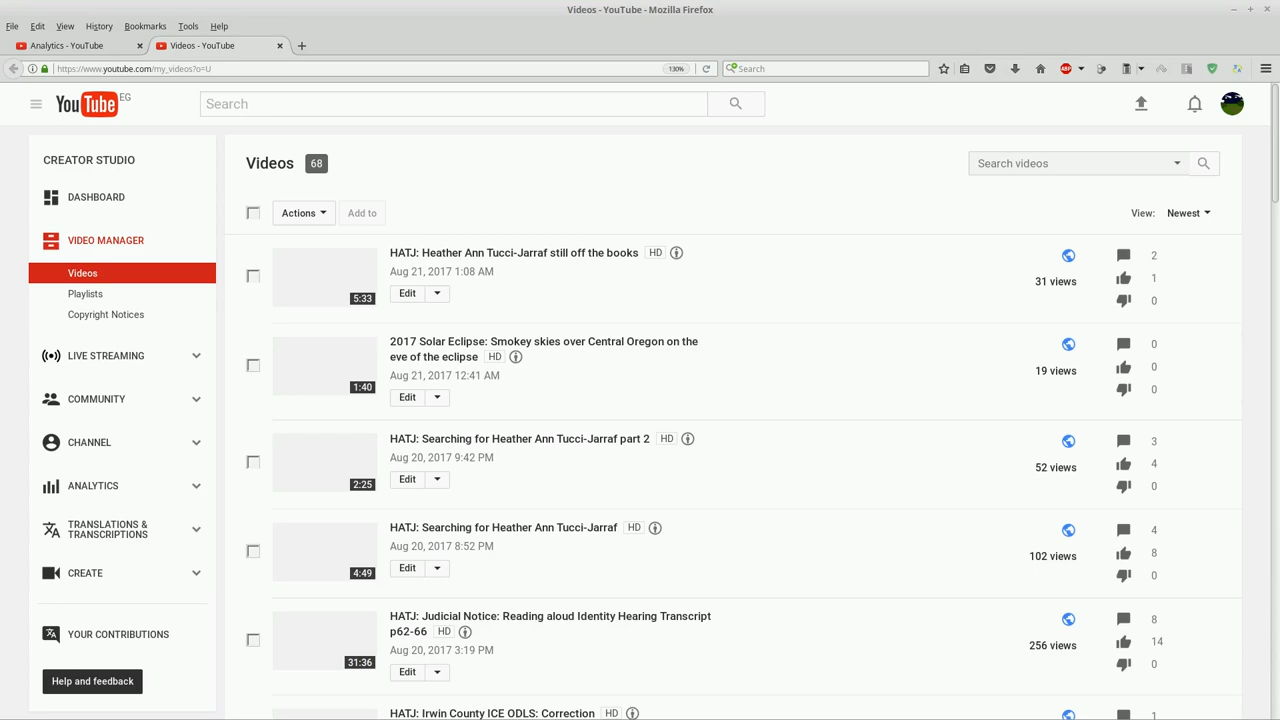 Videos - YouTube - Mozilla Firefox
File Edit View History Bookmarks Tools Help
Analytics - YouTube
Videos - YouTube
https://www.youtube.com/my_videos?o=U
130%
Search
YouTube EG
Search
CREATOR STUDIO
DASHBOARD
VIDEO MANAGER
Videos
Playlists
Copyright Notices
LIVE STREAMING
COMMUNITY
CHANNEL
ANALYTICS
TRANSLATIONS &
TRANSCRIPTIONS
CREATE
YOUR CONTRIBUTIONS
Help and feedback
Videos 68
Search videos
Actions
Add to
View: Newest
5:33
HATJ: Heather Ann Tucci-Jarraf still off the books HD
Aug 21, 2017 1:08 AM
Edit
31 views
2
1
0
1:40
2017 Solar Eclipse: Smokey skies over Central Oregon on the
eve of the eclipse HD
Aug 21, 2017 12:41 AM
Edit
19 views
0
0
0
2:25
HATJ: Searching for Heather Ann Tucci-Jarraf part 2 HD
Aug 20, 2017 9:42 PM
Edit
52 views
3
4
0
4:49
HATJ: Searching for Heather Ann Tucci-Jarraf HD
Aug 20, 2017 8:52 PM
Edit
102 views
4
8
0
31:36
HATJ: Judicial Notice: Reading aloud Identity Hearing Transcript
p62-66 HD
Aug 20, 2017 3:19 PM
Edit
256 views
8
14
0
HATJ: Irwin County ICE ODLS: Correction HD
1